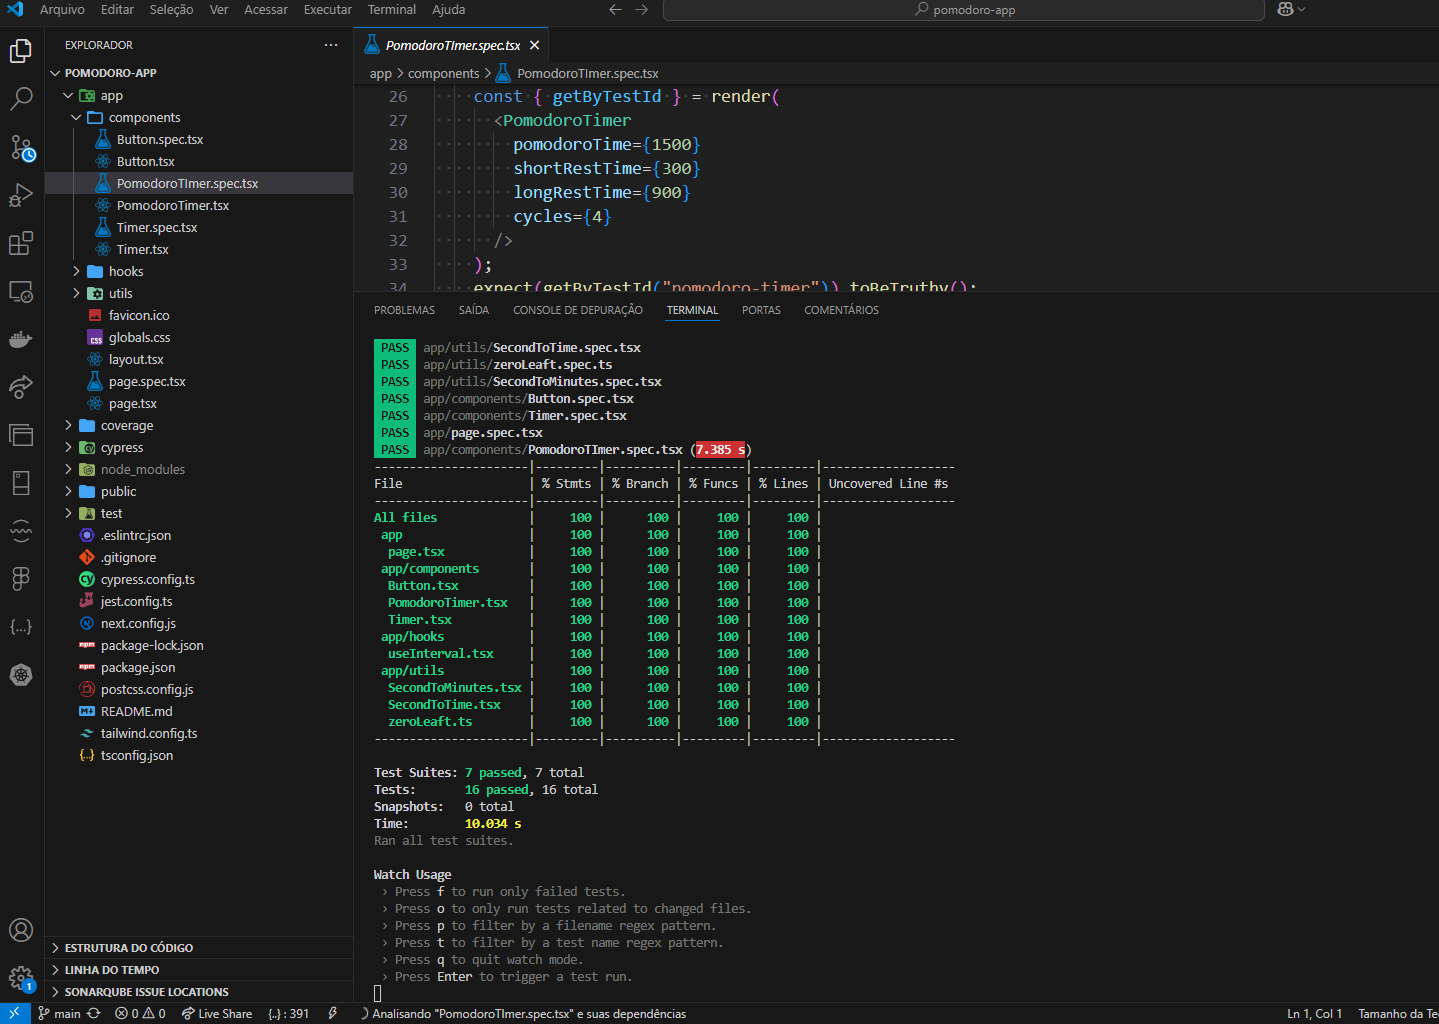 Arquivo Editar Seleção Ver Acessar Executar Terminal Ajuda
pomodoro-app
EXPLORADOR
POMODORO-APP
app
components
Button.spec.tsx
Button.tsx
PomodoroTImer.spec.tsx
PomodoroTimer.tsx
Timer.spec.tsx
Timer.tsx
hooks
utils
favicon.ico
globals.css
layout.tsx
page.spec.tsx
page.tsx
coverage
cypress
node_modules
public
test
.eslintrc.json
.gitignore
cypress.config.ts
jest.config.ts
next.config.js
package-lock.json
package.json
postcss.config.js
README.md
tailwind.config.ts
tsconfig.json
ESTRUTURA DO CÓDIGO
LINHA DO TEMPO
SONARQUBE ISSUE LOCATIONS
PomodoroTImer.spec.tsx
app > components > PomodoroTImer.spec.tsx
26 const { getByTestId } = render(
27 <PomodoroTimer
28 pomodoroTime={1500}
29 shortRestTime={300}
30 longRestTime={900}
31 cycles={4}
32 />
33 );
34 expect(getByTestId("pomodoro-timer")).toBeTruthy();
PROBLEMAS SAÍDA CONSOLE DE DEPURAÇÃO TERMINAL PORTAS COMENTÁRIOS
PASS app/utils/SecondToTime.spec.tsx
PASS app/utils/zeroLeaft.spec.ts
PASS app/utils/SecondToMinutes.spec.tsx
PASS app/components/Button.spec.tsx
PASS app/components/Timer.spec.tsx
PASS app/page.spec.tsx
PASS app/components/PomodoroTImer.spec.tsx (7.385 s)
----------------------|---------|----------|---------|---------|-------------------
File | % Stmts | % Branch | % Funcs | % Lines | Uncovered Line #s
----------------------|---------|----------|---------|---------|-------------------
All files | 100 | 100 | 100 | 100 |
app | 100 | 100 | 100 | 100 |
page.tsx | 100 | 100 | 100 | 100 |
app/components | 100 | 100 | 100 | 100 |
Button.tsx | 100 | 100 | 100 | 100 |
PomodoroTimer.tsx | 100 | 100 | 100 | 100 |
Timer.tsx | 100 | 100 | 100 | 100 |
app/hooks | 100 | 100 | 100 | 100 |
useInterval.tsx | 100 | 100 | 100 | 100 |
app/utils | 100 | 100 | 100 | 100 |
SecondToMinutes.tsx | 100 | 100 | 100 | 100 |
SecondToTime.tsx | 100 | 100 | 100 | 100 |
zeroLeaft.ts | 100 | 100 | 100 | 100 |
----------------------|---------|----------|---------|---------|-------------------
Test Suites: 7 passed, 7 total
Tests: 16 passed, 16 total
Snapshots: 0 total
Time: 10.034 s
Ran all test suites.
Watch Usage
› Press f to run only failed tests.
› Press o to only run tests related to changed files.
› Press p to filter by a filename regex pattern.
› Press t to filter by a test name regex pattern.
› Press q to quit watch mode.
› Press Enter to trigger a test run.
main 0 0 Live Share {..} : 391 Analisando "PomodoroTImer.spec.tsx" e suas dependências Ln 1, Col 1 Tamanho da Te